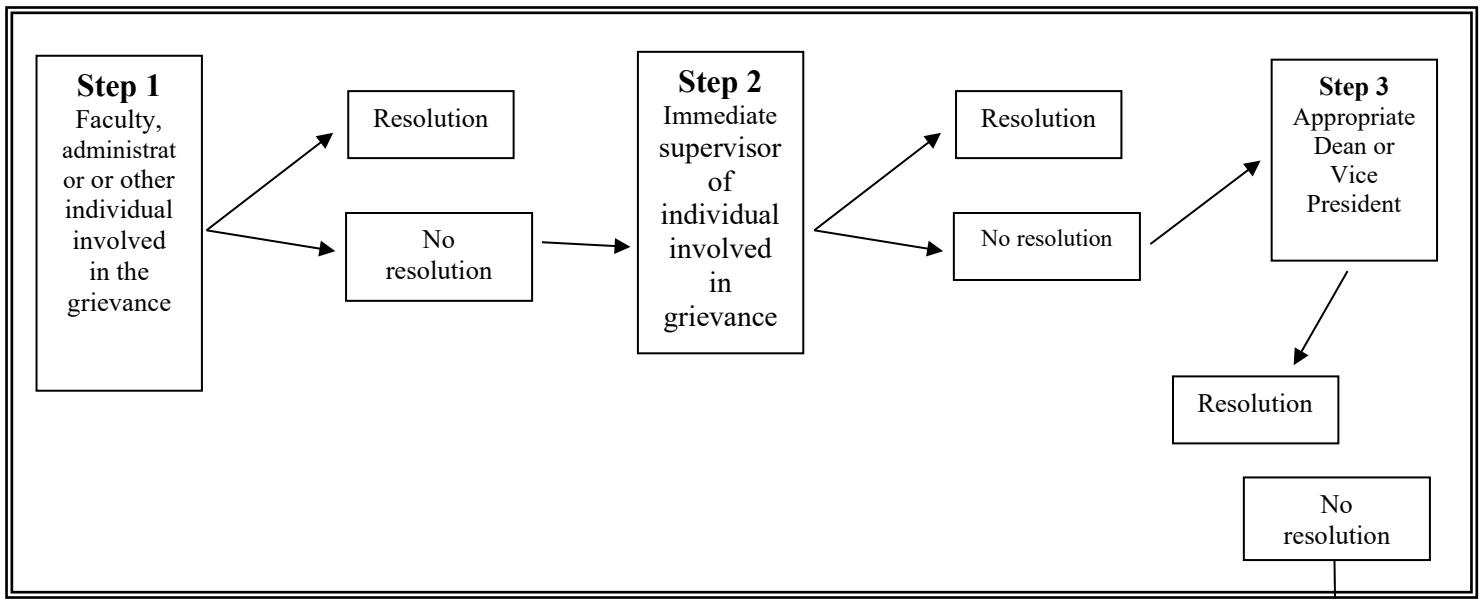 Step 1
Faculty,
administrat
or or other
individual
involved
in the
grievance
Resolution
No
resolution
Step 2
Immediate
supervisor
of
individual
involved
in
grievance
Resolution
No resolution
Step 3
Appropriate
Dean or
Vice
President
Resolution
No
resolution